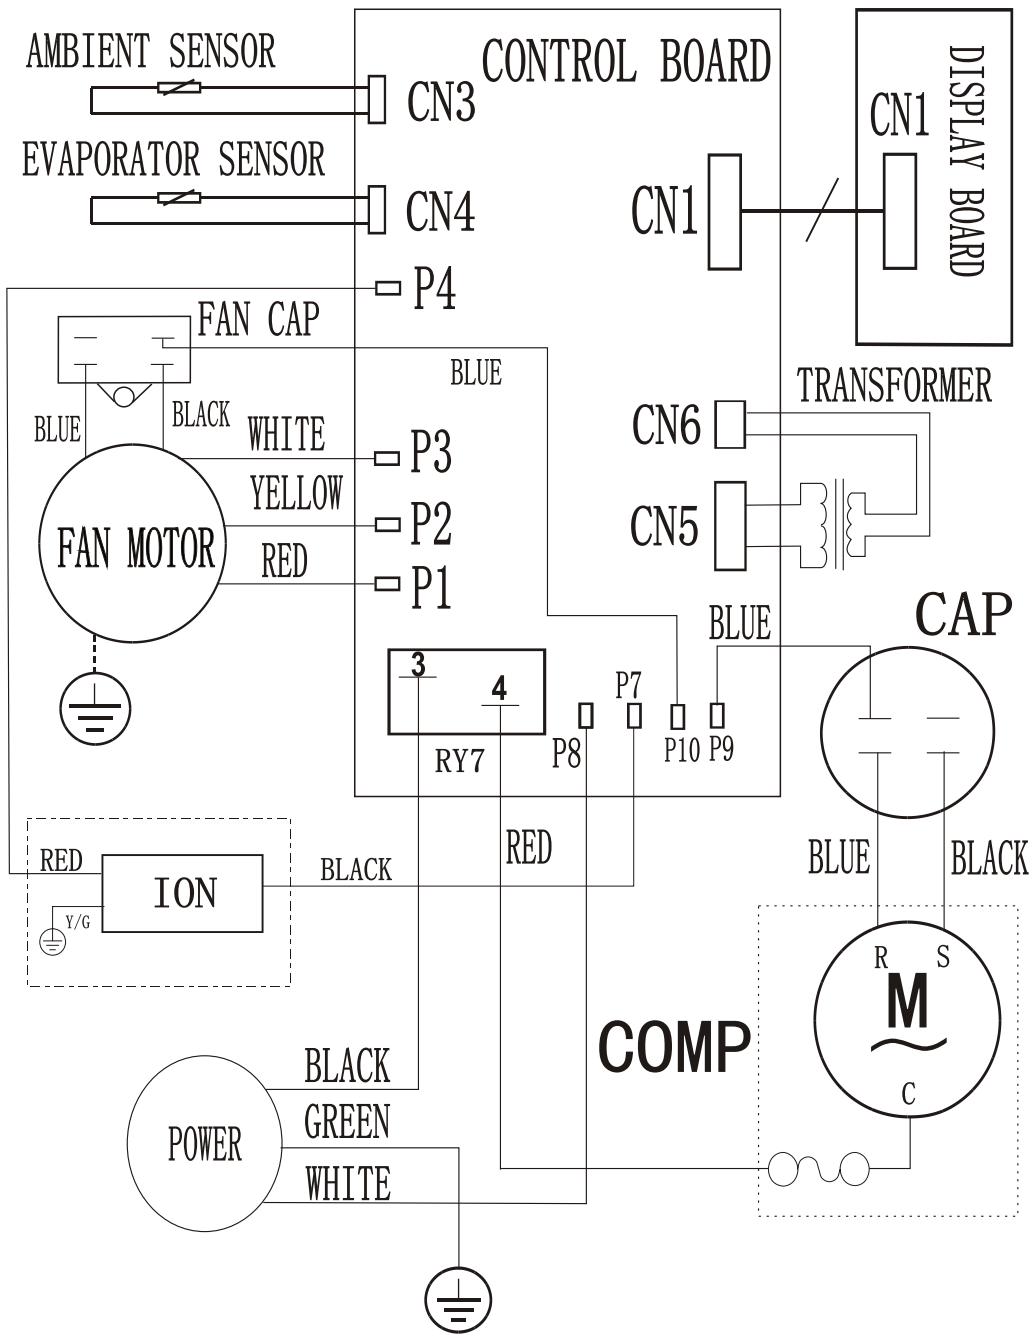 AMBIENT SENSOR
CONTROL BOARD
DISPLAY BOARD
CN3
CN1
EVAPORATOR SENSOR
CN4
CN1
P4
FAN CAP
BLUE
TRANSFORMER
BLUE
BLACK
WHITE
P3
CN6
YELLOW
P2
CN5
FAN MOTOR
RED
P1
BLUE
CAP
3
4
P7
RY7
P8
P10
P9
RED
BLUE
BLACK
RED
BLACK
ION
Y/G
R
S
M
COMP
C
BLACK
GREEN
POWER
WHITE